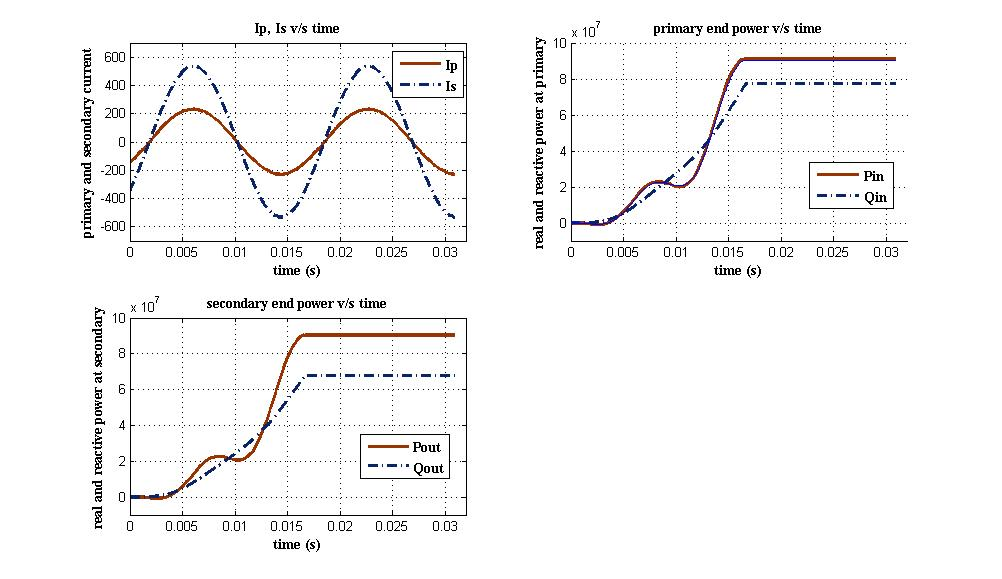 Ip, Is v/s time
primary and secondary current
600
400
200
0
-200
-400
-600
Ip
Is
0 0.005 0.01 0.015 0.02 0.025 0.03
time (s)
primary end power v/s time
x 10^7
real and reactive power at primary
10
8
6
4
2
0
Pin
Qin
0 0.005 0.01 0.015 0.02 0.025 0.03
time (s)
secondary end power v/s time
x 10^7
real and reactive power at secondary
10
8
6
4
2
0
Pout
Qout
0 0.005 0.01 0.015 0.02 0.025 0.03
time (s)